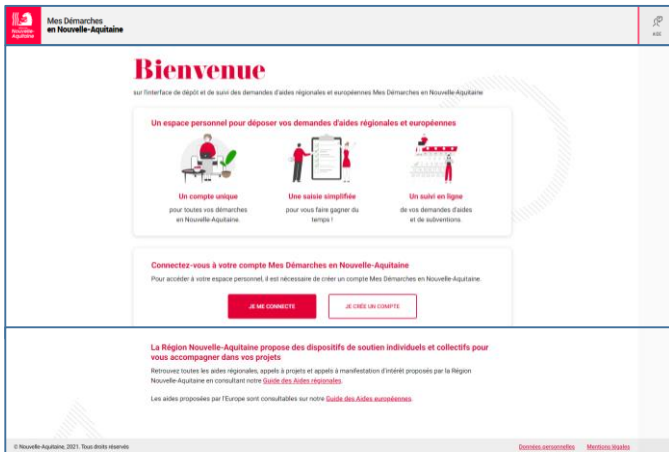 Nouvelle-
Aquitaine
Mes Démarches
en Nouvelle-Aquitaine
Bienvenue
sur l'interface de dépôt et de suivi des demandes d'aides régionales et européennes Mes Démarches en Nouvelle-Aquitaine
Un espace personnel pour déposer vos demandes d'aides régionales et européennes
Un compte unique
pour toutes vos démarches
en Nouvelle-Aquitaine.
Une saisie simplifiée
pour vous faire gagner du
temps !
Un suivi en ligne
de vos demandes d'aides
et de subventions.
Connectez-vous à votre compte Mes Démarches en Nouvelle-Aquitaine
Pour accéder à votre espace personnel, il est nécessaire de créer un compte Mes Démarches en Nouvelle-Aquitaine.
JE ME CONNECTE
JE CRÉE UN COMPTE
La Région Nouvelle-Aquitaine propose des dispositifs de soutien individuels et collectifs pour
vous accompagner dans vos projets
Retrouvez toutes les aides régionales, appels à projets et appels à manifestation d'intérêt proposés par la Région
Nouvelle-Aquitaine en consultant notre Guide des Aides régionales.
Les aides proposées par l'Europe sont consultables sur notre Guide des Aides européennes.
© Nouvelle-Aquitaine, 2021. Tous droits réservés
Données personnelles
Mentions légales